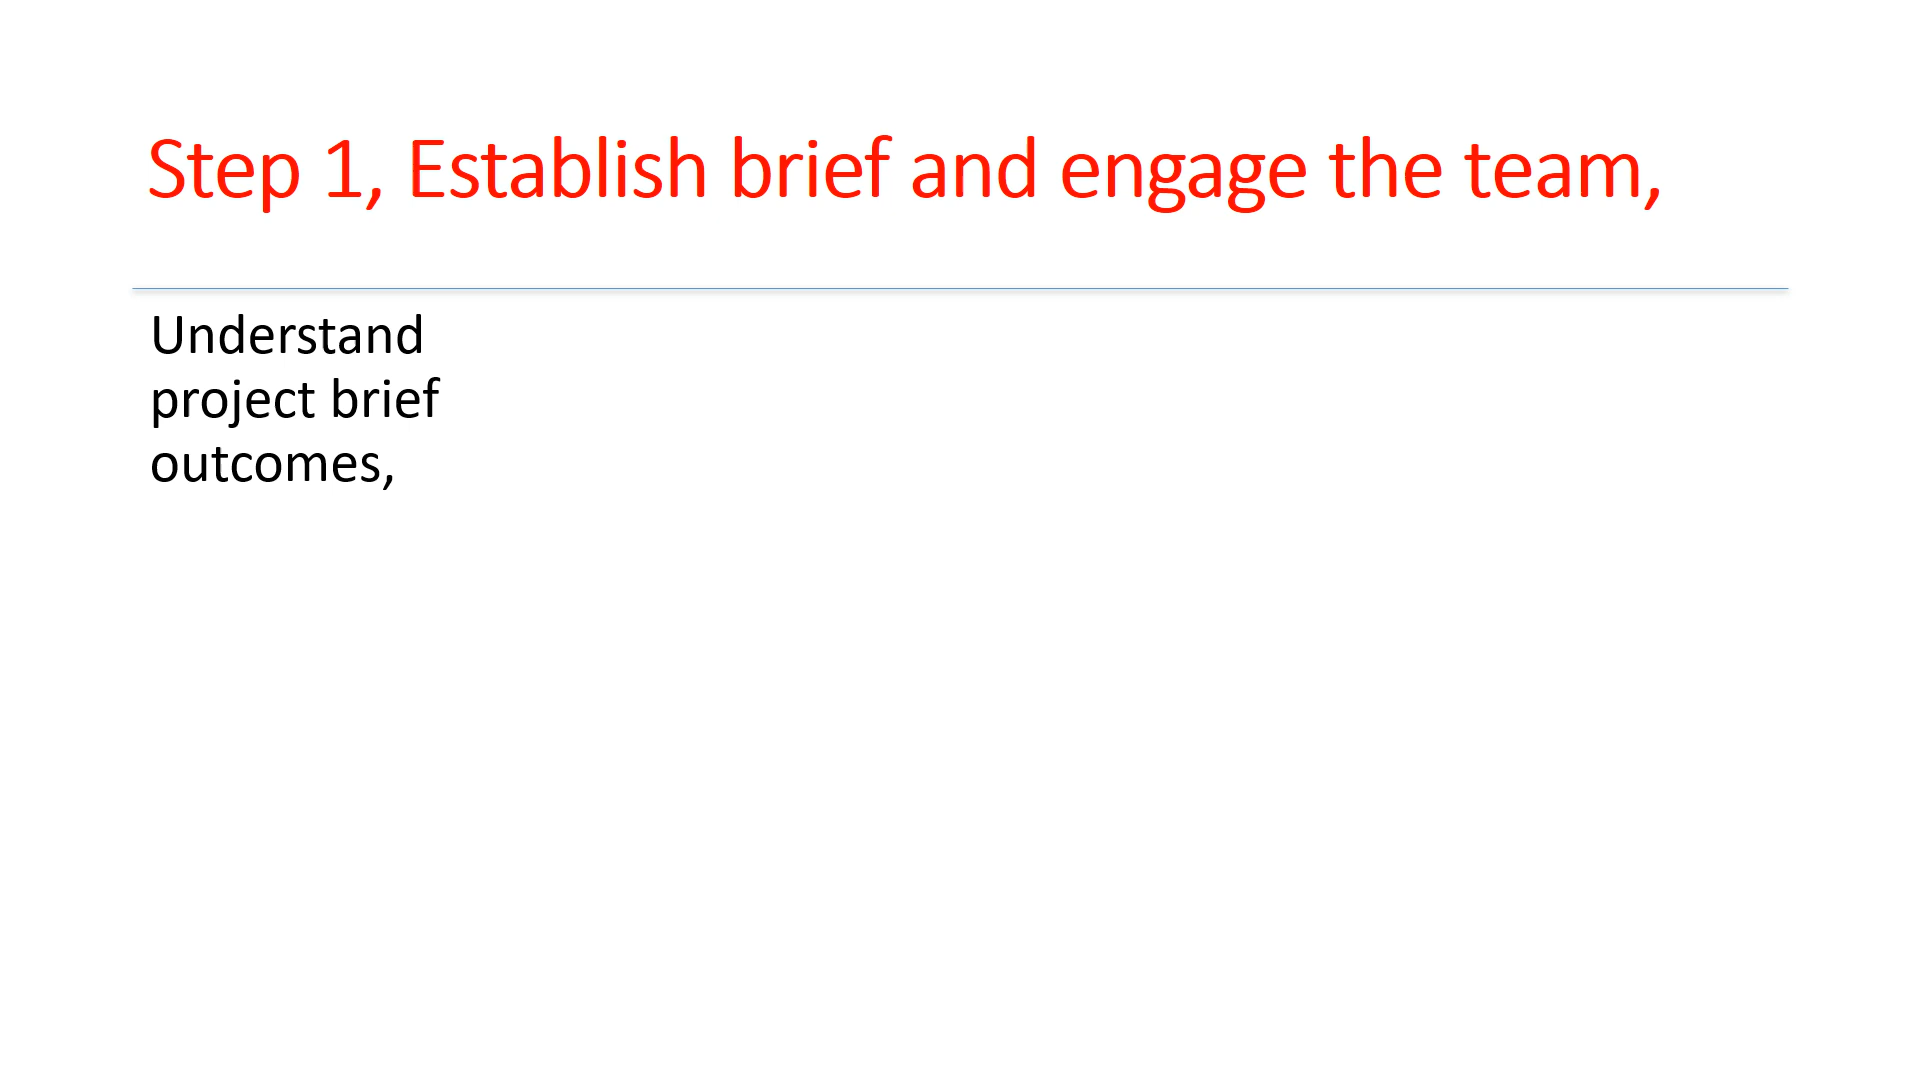 Step 1, Establish brief and engage the team,
Understand
project brief
outcomes,